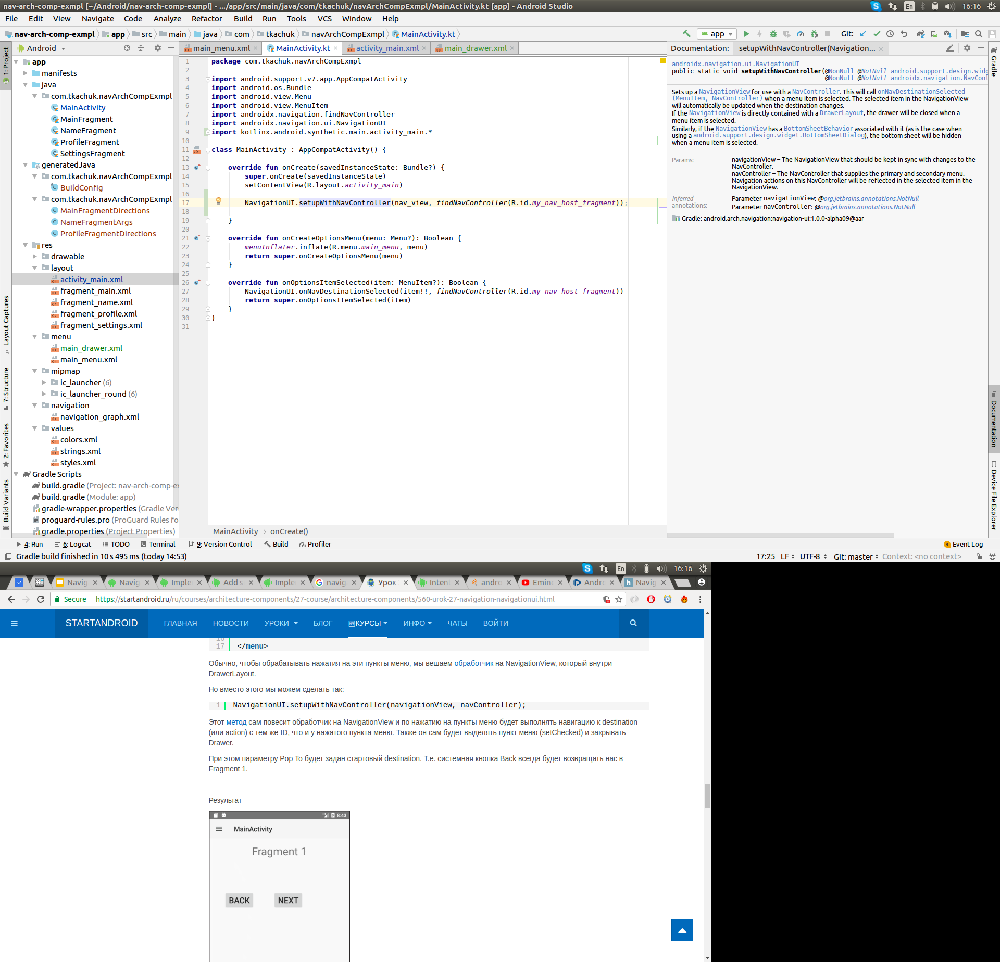 nav-arch-comp-exmpl [~/Android/nav-arch-comp-exmpl] - .../app/src/main/java/com/tkachuk/navArchCompExmpl/MainActivity.kt [app] - Android Studio
En 16:16
File Edit View Navigate Code Analyze Refactor Build Run Tools VCS Window Help
nav-arch-comp-exmpl app src main java com tkachuk navArchCompExmpl MainActivity.kt
app Git:
Android
main_menu.xml MainActivity.kt activity_main.xml main_drawer.xml
1: Project
Layout Captures
7: Structure
2: Favorites
Build Variants
app
manifests
java
com.tkachuk.navArchCompExmpl
MainActivity
MainFragment
NameFragment
ProfileFragment
SettingsFragment
generatedJava
com.tkachuk.navArchCompExmpl
BuildConfig
com.tkachuk.navArchCompExmpl
MainFragmentDirections
NameFragmentArgs
ProfileFragmentDirections
res
drawable
layout
activity_main.xml
fragment_main.xml
fragment_name.xml
fragment_profile.xml
fragment_settings.xml
menu
main_drawer.xml
main_menu.xml
mipmap
ic_launcher (6)
ic_launcher_round (6)
navigation
navigation_graph.xml
values
colors.xml
strings.xml
styles.xml
Gradle Scripts
build.gradle (Project: nav-arch-comp-ex
build.gradle (Module: app)
gradle-wrapper.properties (Gradle Ver
proguard-rules.pro (ProGuard Rules fo
gradle.properties (Project Properties)
1 package com.tkachuk.navArchCompExmpl
2
3 import android.support.v7.app.AppCompatActivity
4 import android.os.Bundle
5 import android.view.Menu
6 import android.view.MenuItem
7 import androidx.navigation.findNavController
8 import androidx.navigation.ui.NavigationUI
9 import kotlinx.android.synthetic.main.activity_main.*
10
11 class MainActivity : AppCompatActivity() {
12
13 override fun onCreate(savedInstanceState: Bundle?) {
14 super.onCreate(savedInstanceState)
15 setContentView(R.layout.activity_main)
16
17 NavigationUI.setupWithNavController(nav_view, findNavController(R.id.my_nav_host_fragment));
18
19 }
20
21 override fun onCreateOptionsMenu(menu: Menu?): Boolean {
22 menuInflater.inflate(R.menu.main_menu, menu)
23 return super.onCreateOptionsMenu(menu)
24 }
25
26 override fun onOptionsItemSelected(item: MenuItem?): Boolean {
27 NavigationUI.onNavDestinationSelected(item!!, findNavController(R.id.my_nav_host_fragment))
28 return super.onOptionsItemSelected(item)
29 }
30 }
31
MainActivity › onCreate()
Documentation: setupWithNavController(Navigation...
androidx.navigation.ui.NavigationUI
public static void setupWithNavController(@NonNull @NotNull android.support.design.widg
@NonNull @NotNull androidx.navigation.NavCont
Sets up a NavigationView for use with a NavController. This will call onNavDestinationSelected
(MenuItem, NavController) when a menu item is selected. The selected item in the NavigationView
will automatically be updated when the destination changes.
If the NavigationView is directly contained with a DrawerLayout, the drawer will be closed when a
menu item is selected.
Similarly, if the NavigationView has a BottomSheetBehavior associated with it (as is the case when
using a android.support.design.widget.BottomSheetDialog), the bottom sheet will be hidden
when a menu item is selected.
Params: navigationView – The NavigationView that should be kept in sync with changes to the
NavController.
navController – The NavController that supplies the primary and secondary menu.
Navigation actions on this NavController will be reflected in the selected item in the
NavigationView.
Inferred annotations: Parameter navigationView: @org.jetbrains.annotations.NotNull
Parameter navController: @org.jetbrains.annotations.NotNull
Gradle: android.arch.navigation:navigation-ui:1.0.0-alpha09@aar
Gradle
Documentation
Device File Explorer
4: Run 6: Logcat TODO Terminal 9: Version Control Build Profiler 4 Event Log
Gradle build finished in 10 s 495 ms (today 14:53) 17:25 LF UTF-8 Git: master Context: <no context>
En 16:16
Navig Navig Imple Add s Imple navig Урок Inten andro Emine Andro Navig
Secure https://startandroid.ru/ru/courses/architecture-components/27-course/architecture-components/560-urok-27-navigation-navigationui.html
STARTANDROID ГЛАВНАЯ НОВОСТИ УРОКИ БЛОГ NEW КУРСЫ ИНФО ЧАТЫ ВОЙТИ
16
17 </menu>
Обычно, чтобы обрабатывать нажатия на эти пункты меню, мы вешаем обработчик на NavigationView, который внутри
DrawerLayout.
Но вместо этого мы можем сделать так:
1 NavigationUI.setupWithNavController(navigationView, navController);
Этот метод сам повесит обработчик на NavigationView и по нажатию на пункты меню будет выполнять навигацию к destination
(или action) с тем же ID, что и у нажатого пункта меню. Также он сам будет выделять пункт меню (setChecked) и закрывать
Drawer.
При этом параметру Pop To будет задан стартовый destination. Т.е. системная кнопка Back всегда будет возвращать нас в
Fragment 1.
Результат
8:43
MainActivity
Fragment 1
BACK NEXT